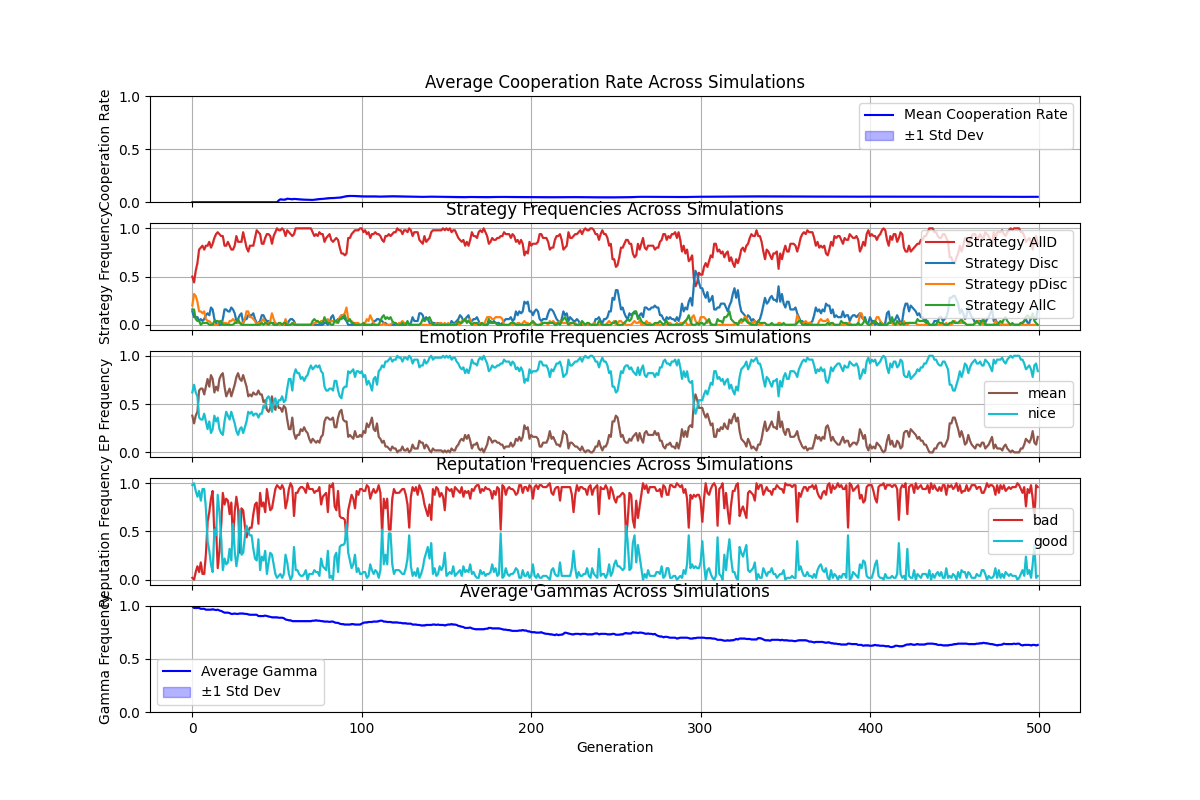 Average Cooperation Rate Across Simulations
Cooperation Rate
1.0
0.5
0.0
Mean Cooperation Rate
±1 Std Dev
Strategy Frequencies Across Simulations
Strategy Frequency
1.0
0.5
0.0
Strategy AllD
Strategy Disc
Strategy pDisc
Strategy AllC
Emotion Profile Frequencies Across Simulations
EP Frequency
1.0
0.5
0.0
mean
nice
Reputation Frequencies Across Simulations
Reputation Frequency
1.0
0.5
0.0
bad
good
Average Gammas Across Simulations
Gamma Frequency
1.0
0.5
0.0
Average Gamma
±1 Std Dev
0 100 200 300 400 500
Generation